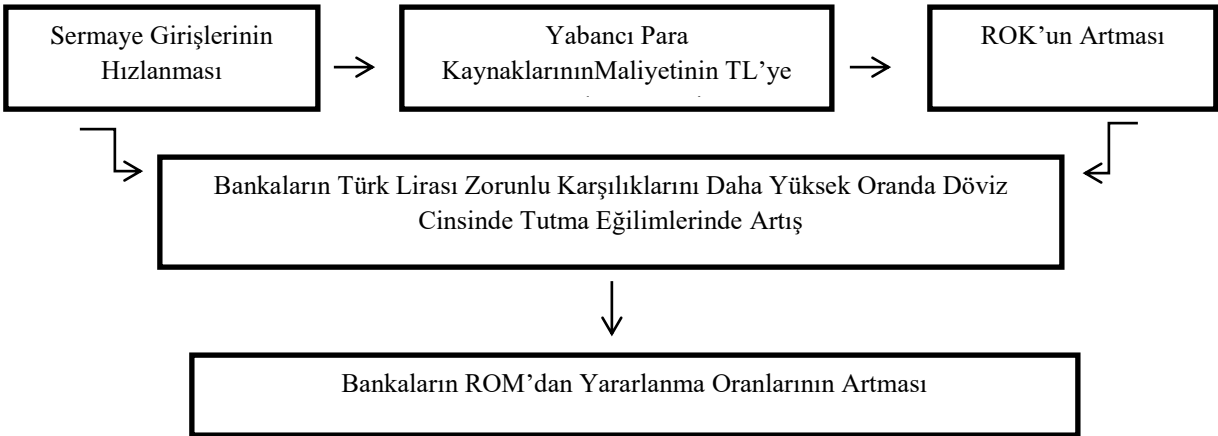 Sermaye Girişlerinin
Hızlanması
Yabancı Para
KaynaklarınınMaliyetinin TL’ye
ROK’un Artması
Bankaların Türk Lirası Zorunlu Karşılıklarını Daha Yüksek Oranda Döviz
Cinsinde Tutma Eğilimlerinde Artış
Bankaların ROM’dan Yararlanma Oranlarının Artması